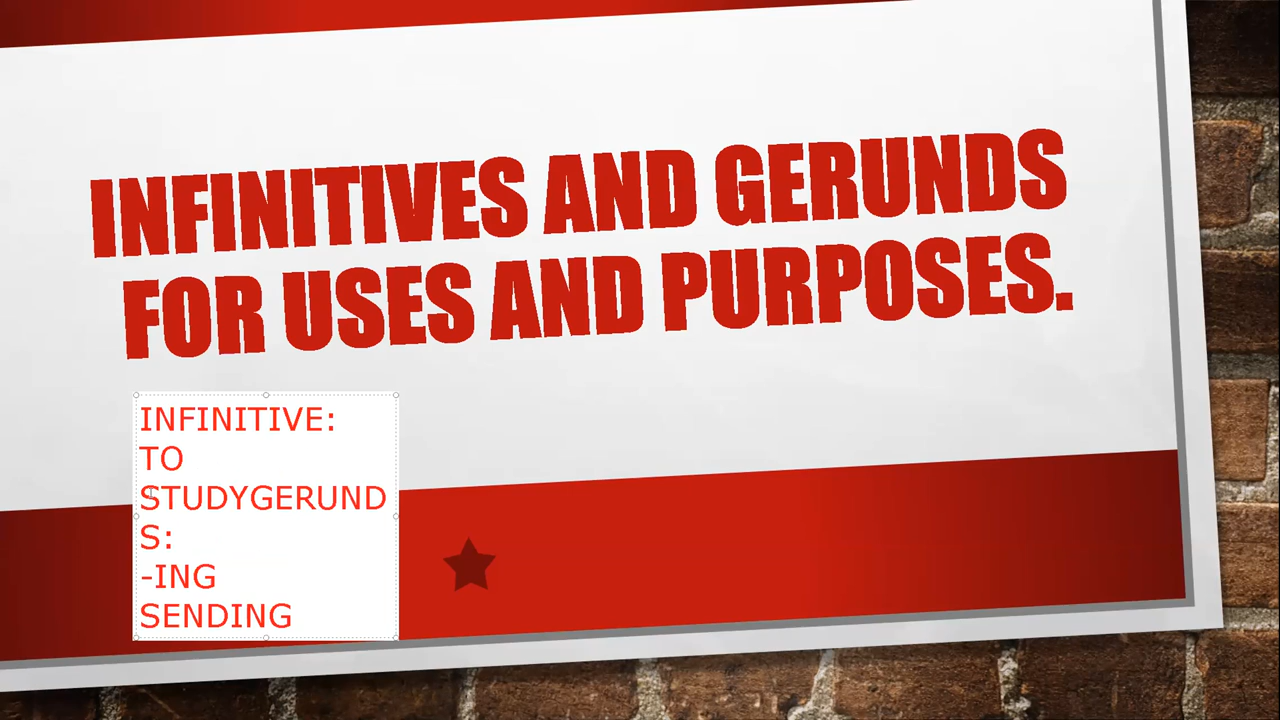 INFINITIVES AND GERUNDS
FOR USES AND PURPOSES.
INFINITIVE:
TO
STUDYGERUND
S:
-ING
SENDING